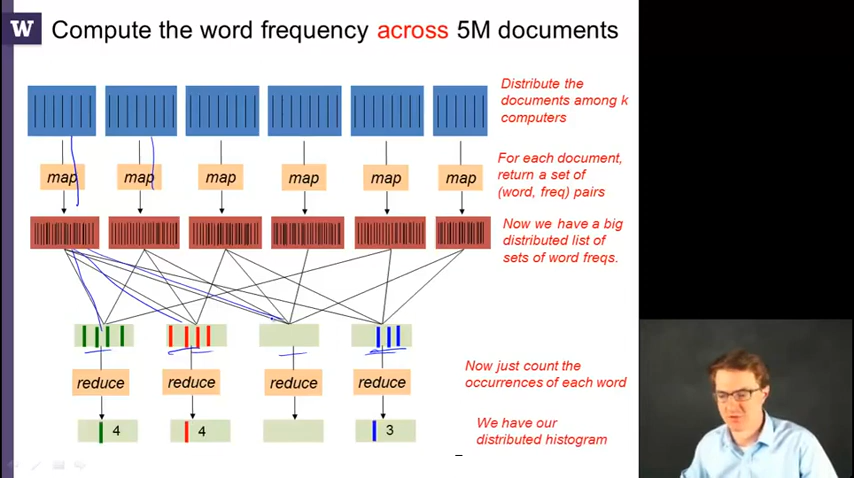 W
Compute the word frequency across 5M documents
Distribute the
documents among k
computers
map map map map map map
For each document,
return a set of
(word, freq) pairs
Now we have a big
distributed list of
sets of word freqs.
reduce reduce reduce reduce
Now just count the
occurrences of each word
4 4 3
We have our
distributed histogram